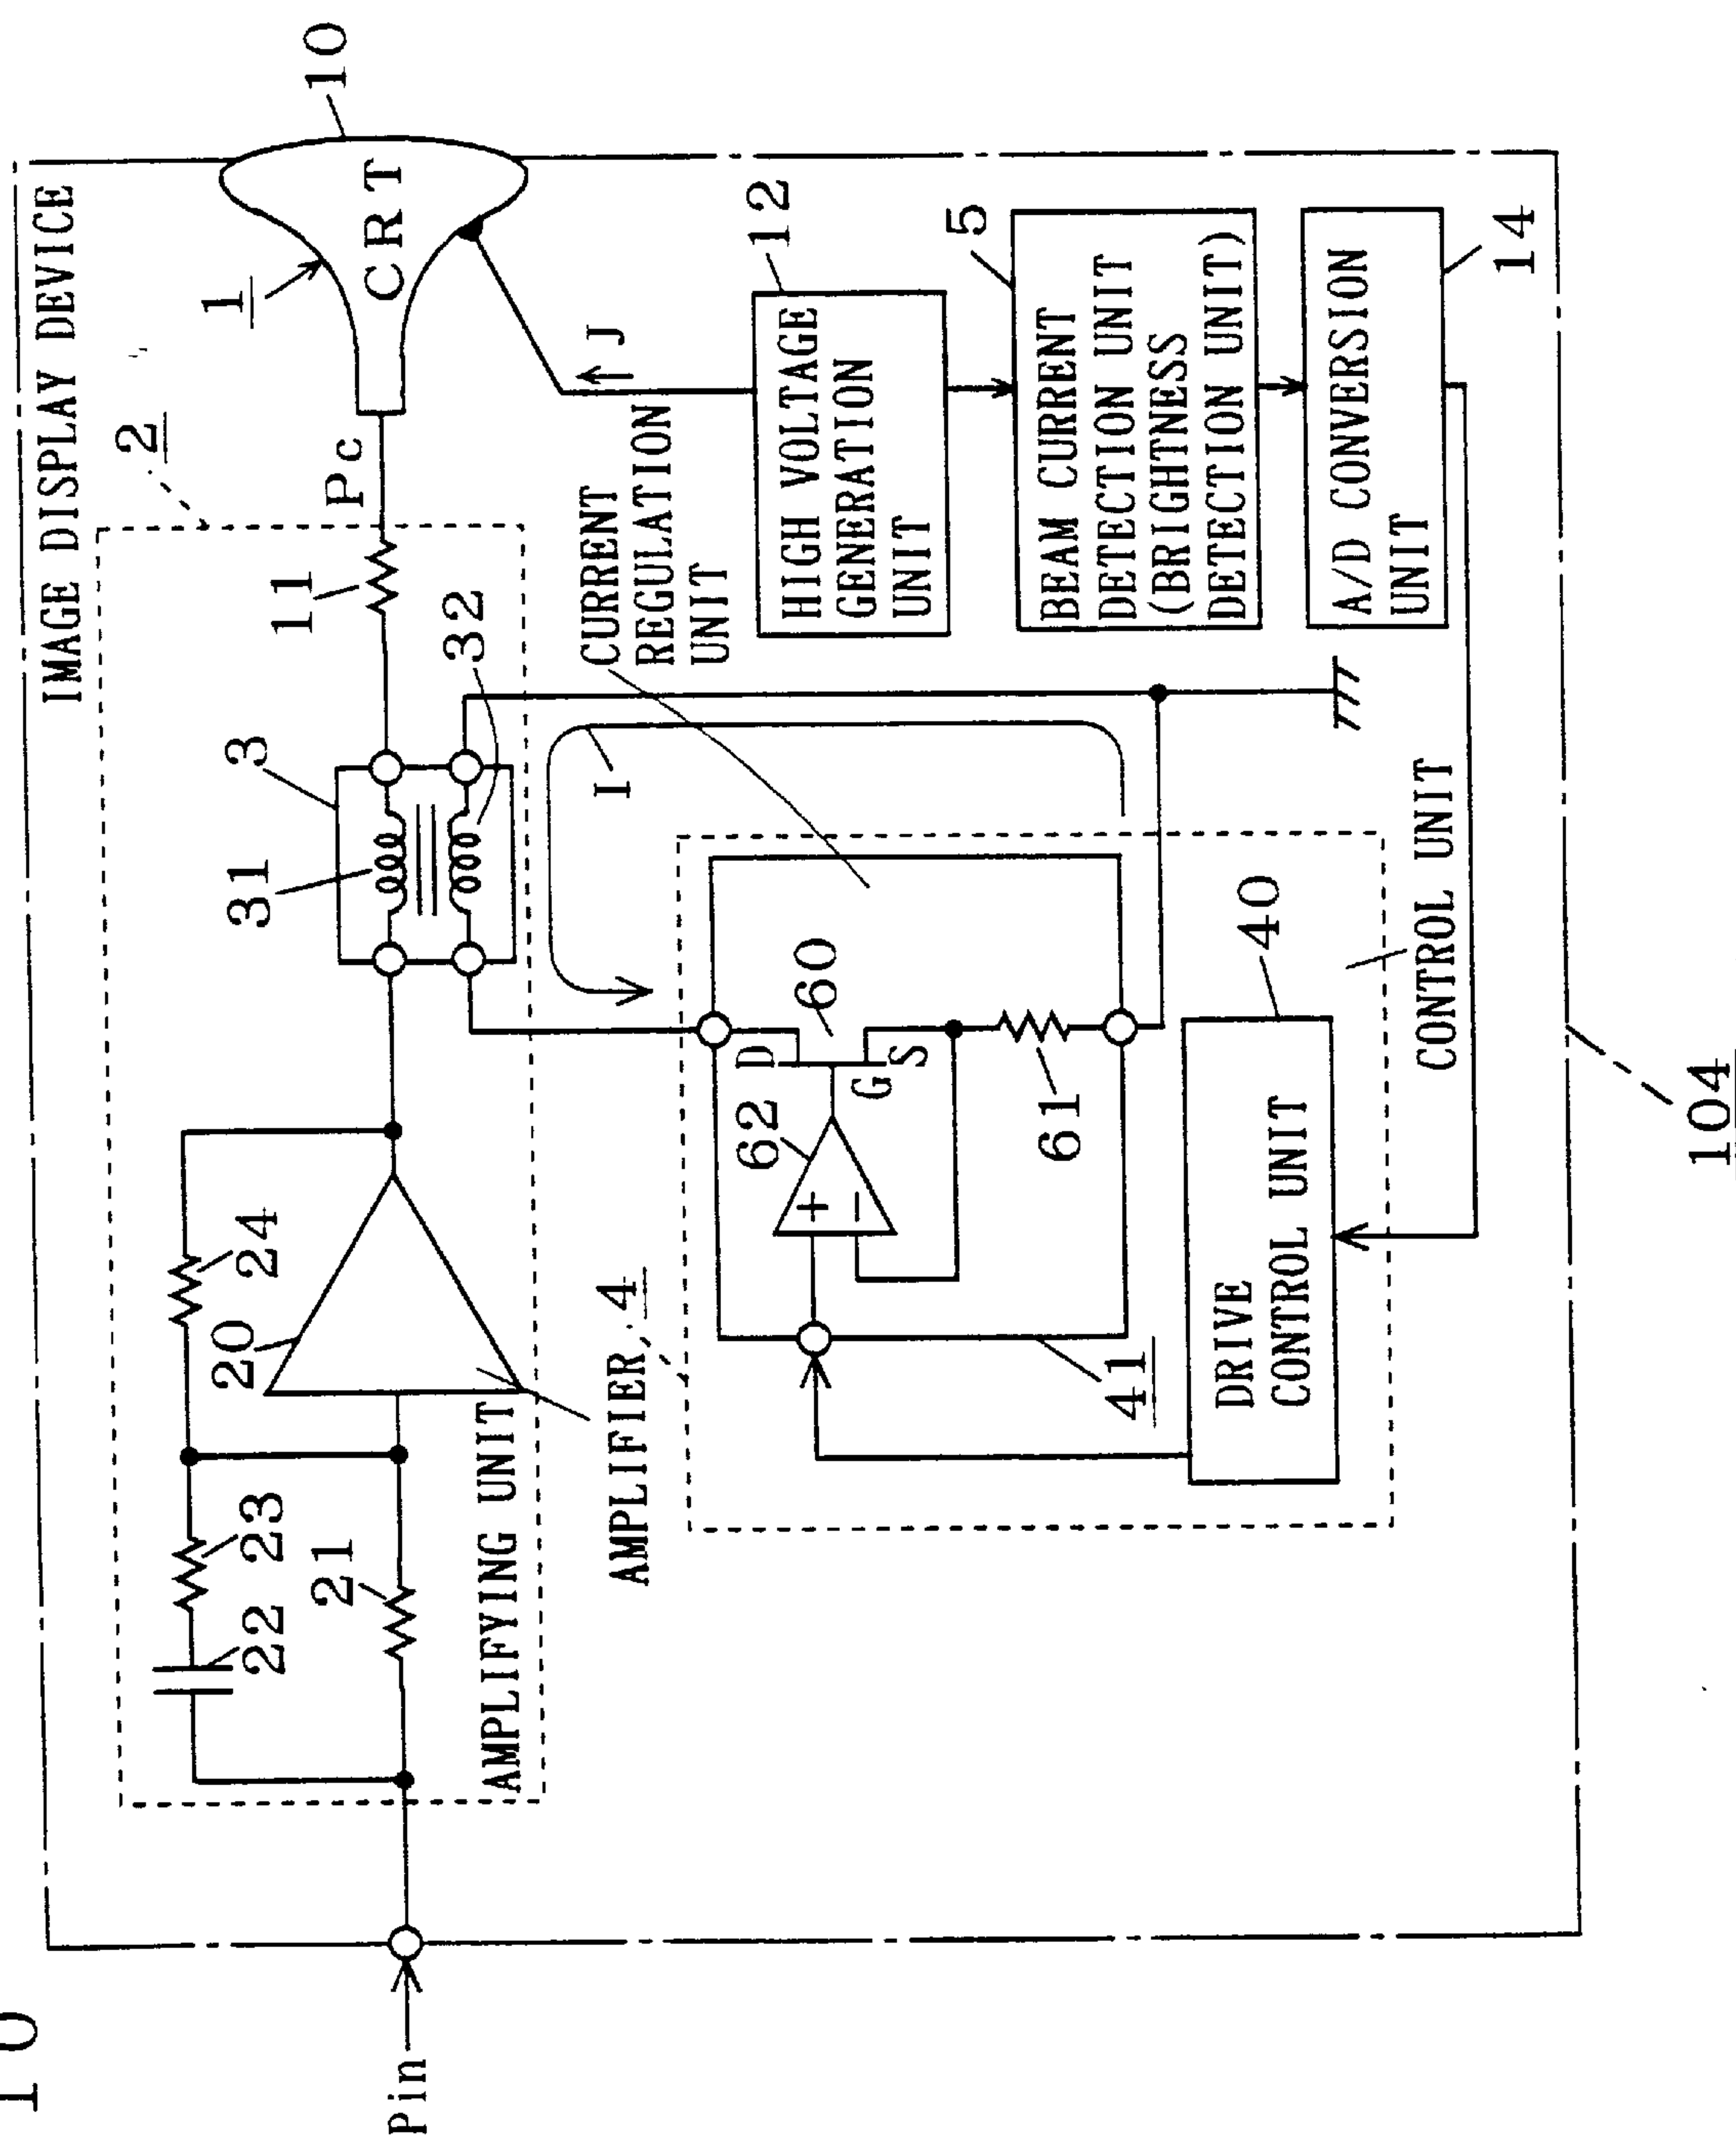 10
IMAGE DISPLAY DEVICE
2
1
10
CRT
Pc
11
3
31
32
24
20
23
22
21
AMPLIFYING UNIT
Pin
J
12
HIGH VOLTAGE
GENERATION
UNIT
CURRENT
REGULATION
UNIT
I
AMPLIFIER
4
5
BEAM CURRENT
DETECTION UNIT
(BRIGHTNESS
DETECTION UNIT)
A/D CONVERSION
UNIT
14
D
60
G
S
62
+
−
61
41
40
DRIVE
CONTROL UNIT
CONTROL UNIT
104